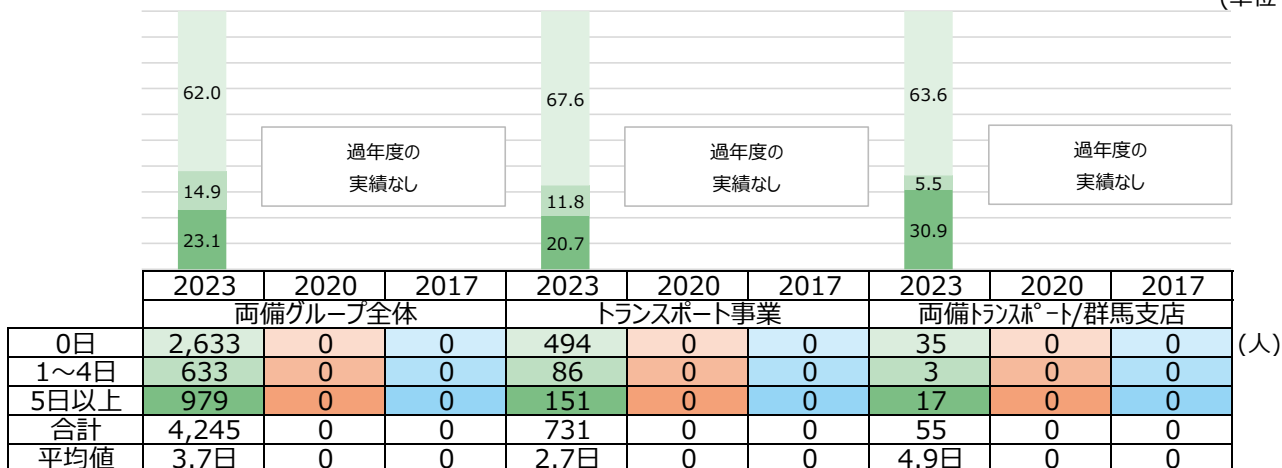 (単位
62.0 67.6 63.6
過年度の 過年度の 過年度の
実績なし 実績なし 実績なし
14.9 11.8 5.5
23.1 20.7 30.9
2023 2020 2017 2023 2020 2017 2023 2020 2017
両備グループ全体 トランスポート事業 両備ﾄﾗﾝｽﾎﾟｰﾄ/群馬支店
0日 2,633 0 0 494 0 0 35 0 0 (人)
1～4日 633 0 0 86 0 0 3 0 0
5日以上 979 0 0 151 0 0 17 0 0
合計 4,245 0 0 731 0 0 55 0 0
平均値 3.7日 0 0 2.7日 0 0 4.9日 0 0